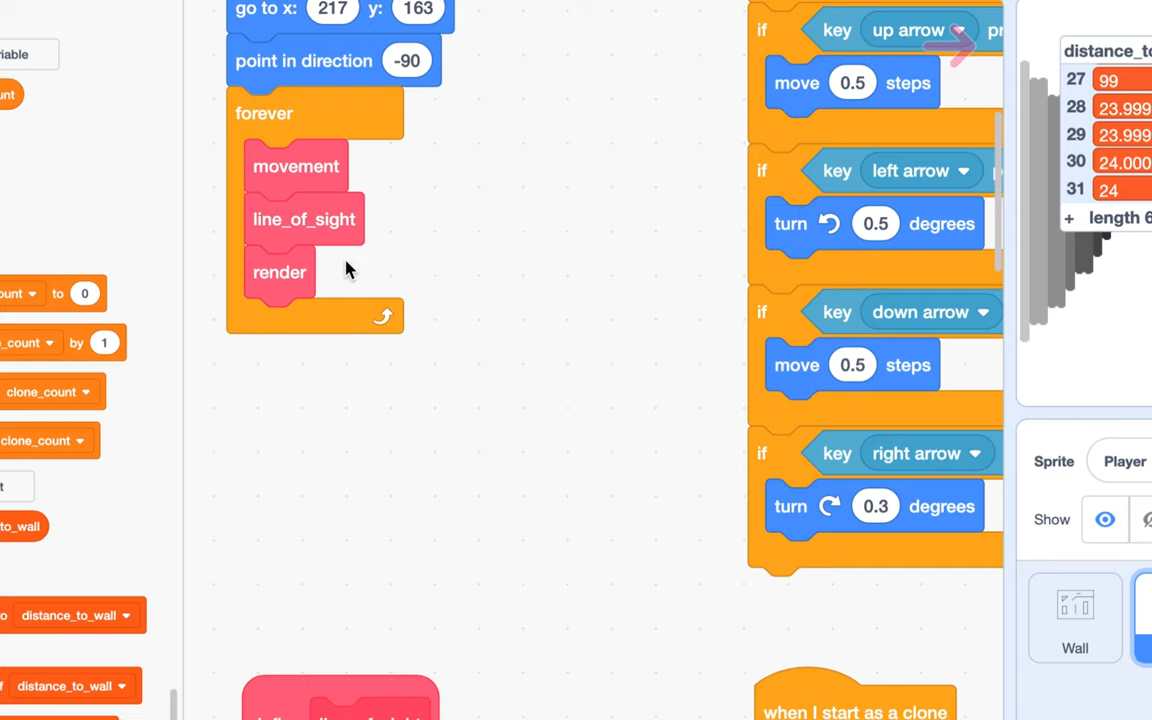 go to x: 217 y: 163
point in direction -90
forever
movement
line_of_sight
render
if key up arrow
move 0.5 steps
if key left arrow
turn 0.5 degrees
if key down arrow
move 0.5 steps
if key right arrow
turn 0.3 degrees
when I start as a clone
to 0
by 1
clone_count
clone_count
to_wall
distance_to_wall
distance_to_wall
27 99
28 23.999
29 23.999
30 24.000
31 24
+ length 6
Sprite Player
Show
Wall